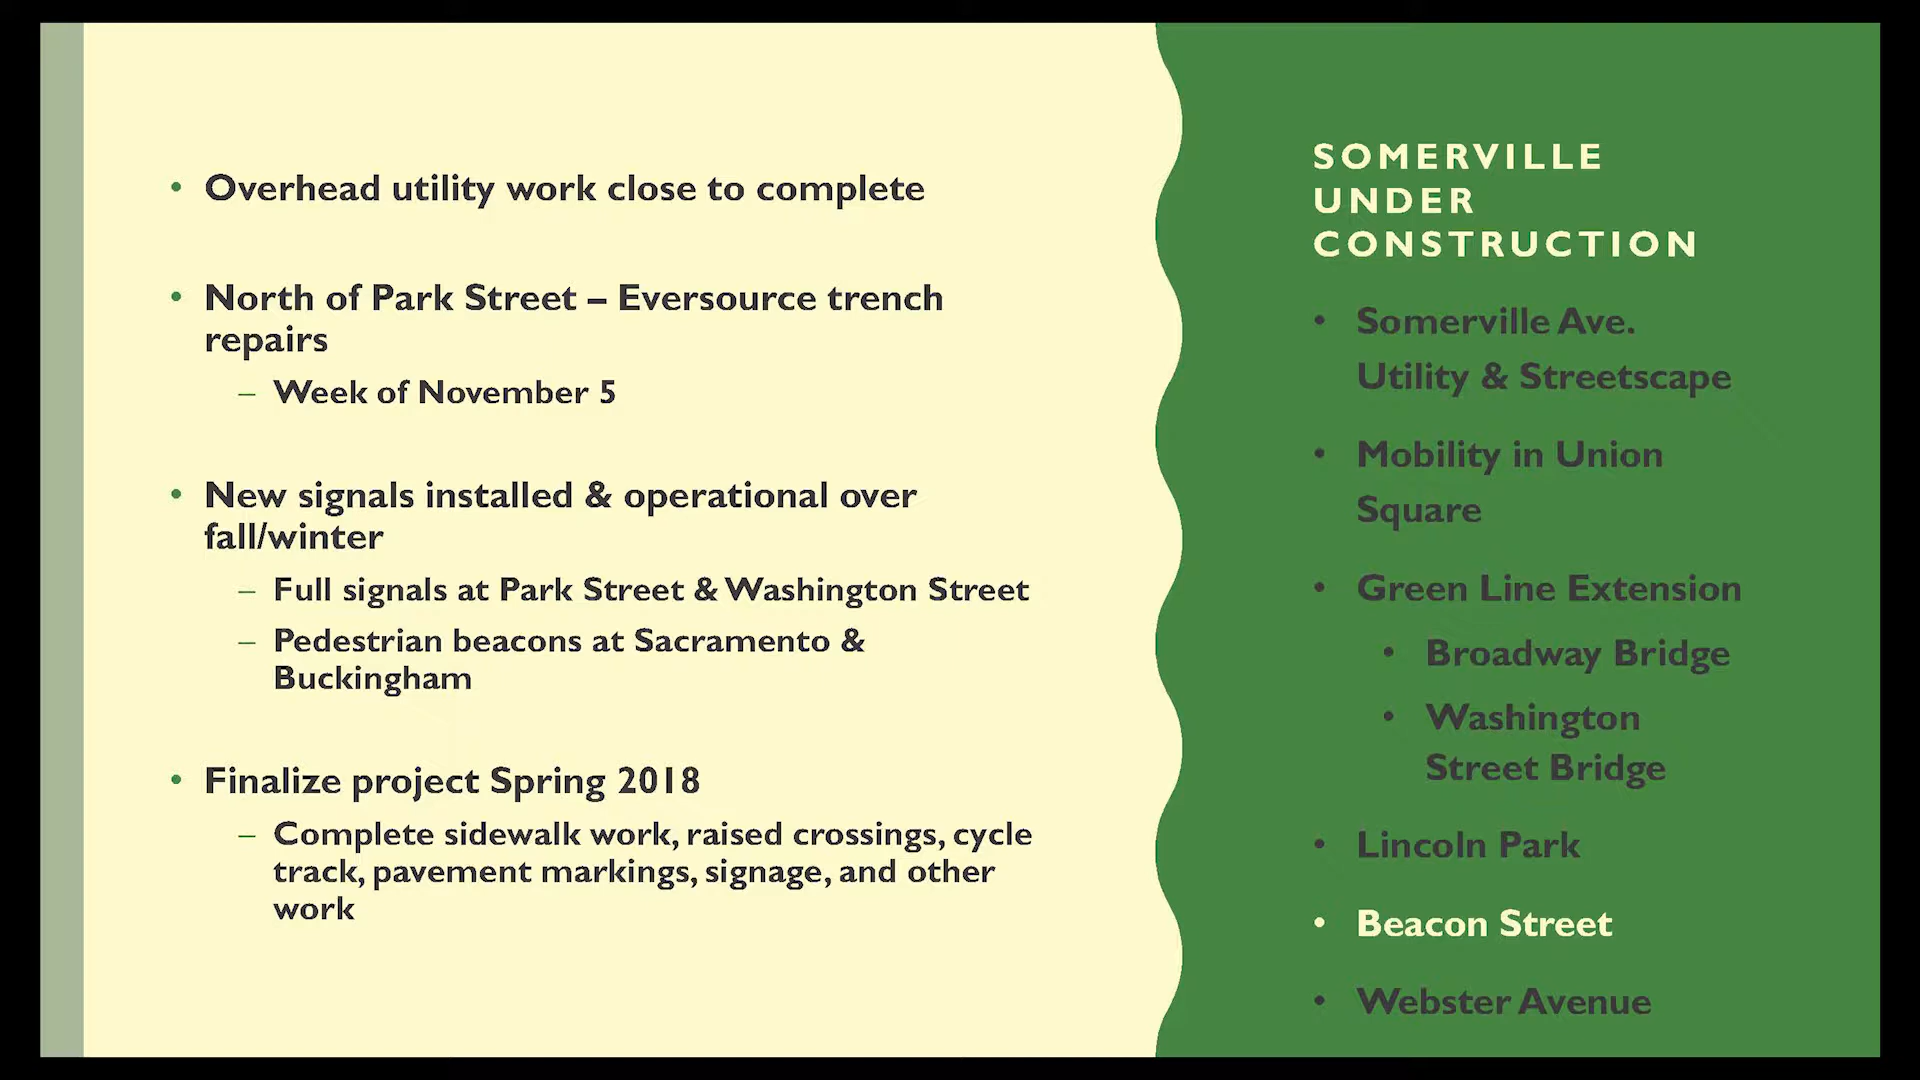 • Overhead utility work close to complete
• North of Park Street – Eversource trench
repairs
– Week of November 5
• New signals installed & operational over
fall/winter
– Full signals at Park Street & Washington Street
– Pedestrian beacons at Sacramento &
Buckingham
• Finalize project Spring 2018
– Complete sidewalk work, raised crossings, cycle
track, pavement markings, signage, and other
work
SOMERVILLE
UNDER
CONSTRUCTION
• Somerville Ave.
Utility & Streetscape
• Mobility in Union
Square
• Green Line Extension
• Broadway Bridge
• Washington
Street Bridge
• Lincoln Park
• Beacon Street
• Webster Avenue